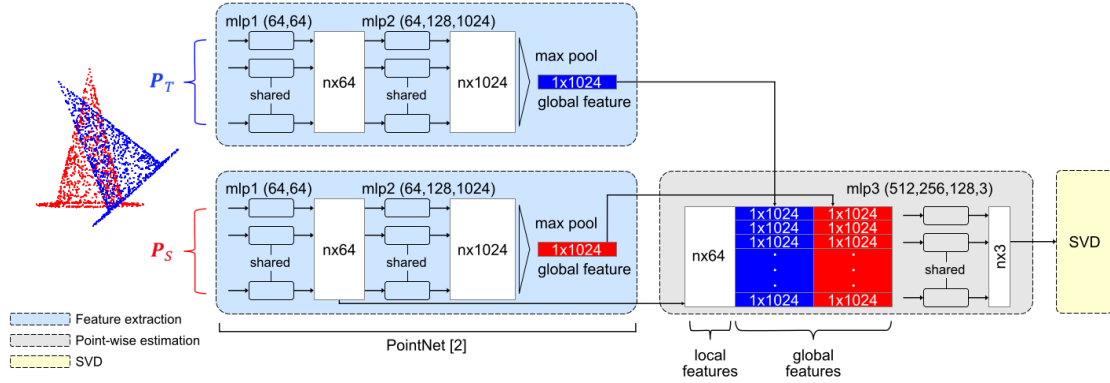 mlp1 (64,64)
mlp2 (64,128,1024)
P_T
shared
nx64
shared
nx1024
max pool
1x1024
global feature
mlp1 (64,64)
mlp2 (64,128,1024)
P_S
shared
nx64
shared
nx1024
max pool
1x1024
global feature
mlp3 (512,256,128,3)
nx64
1x1024 1x1024
1x1024 1x1024
1x1024 1x1024
1x1024 1x1024
shared
nx3
SVD
Feature extraction
Point-wise estimation
SVD
PointNet [2]
local
features
global
features